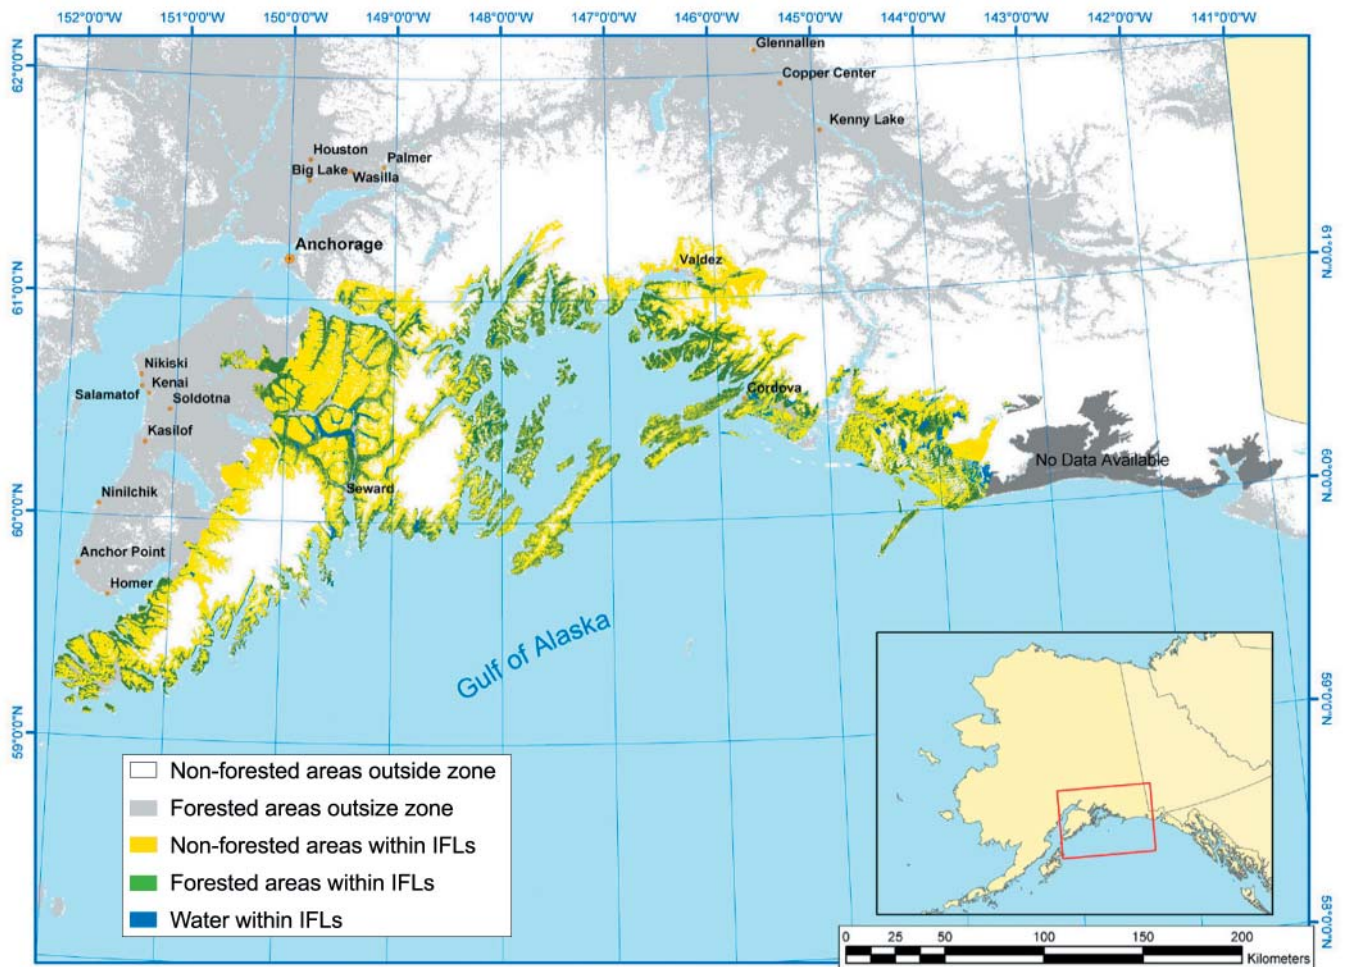 152°0'0"W 151°0'0"W 150°0'0"W 149°0'0"W 148°0'0"W 147°0'0"W 146°0'0"W 145°0'0"W 144°0'0"W 143°0'0"W 142°0'0"W 141°0'0"W
62°0'0"N
Glennallen
Copper Center
Kenny Lake
Houston
Palmer
Big Lake
Wasilla
Anchorage
61°0'0"N
61°0'0"N
Valdez
Nikiski
Kenai
Salamatof
Soldotna
Cordova
Kasilof
No Data Available
60°0'0"N
Seward
Ninilchik
60°0'0"N
Anchor Point
Homer
Gulf of Alaska
59°0'0"N
59°0'0"N
Non-forested areas outside zone
Forested areas outsize zone
Non-forested areas within IFLs
Forested areas within IFLs
Water within IFLs
58°0'0"N
0 25 50 100 150 200
Kilometers